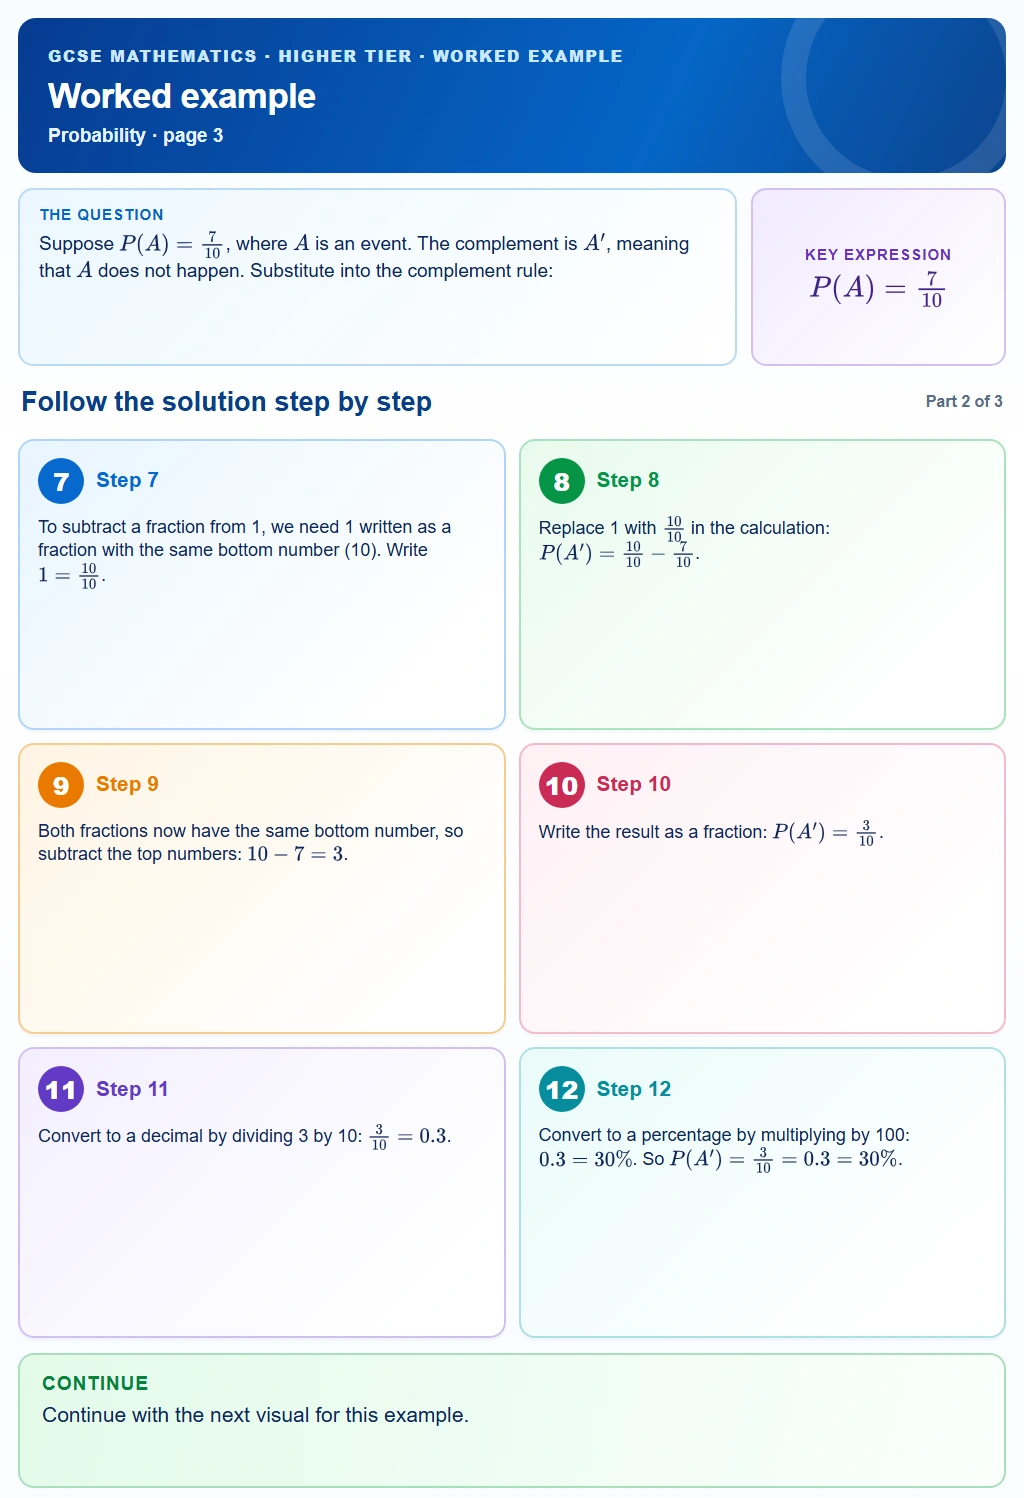 GCSE MATHEMATICS · HIGHER TIER · WORKED EXAMPLE
Worked example
Probability · page 3
THE QUESTION
Suppose P(A) = 7/10, where A is an event. The complement is A′, meaning
that A does not happen. Substitute into the complement rule:
KEY EXPRESSION
P(A) = 7/10
Follow the solution step by step
Part 2 of 3
7 Step 7
To subtract a fraction from 1, we need 1 written as a
fraction with the same bottom number (10). Write
1 = 10/10.
8 Step 8
Replace 1 with 10/10 in the calculation:
P(A′) = 10/10 − 7/10.
9 Step 9
Both fractions now have the same bottom number, so
subtract the top numbers: 10 − 7 = 3.
10 Step 10
Write the result as a fraction: P(A′) = 3/10.
11 Step 11
Convert to a decimal by dividing 3 by 10: 3/10 = 0.3.
12 Step 12
Convert to a percentage by multiplying by 100:
0.3 = 30%. So P(A′) = 3/10 = 0.3 = 30%.
CONTINUE
Continue with the next visual for this example.